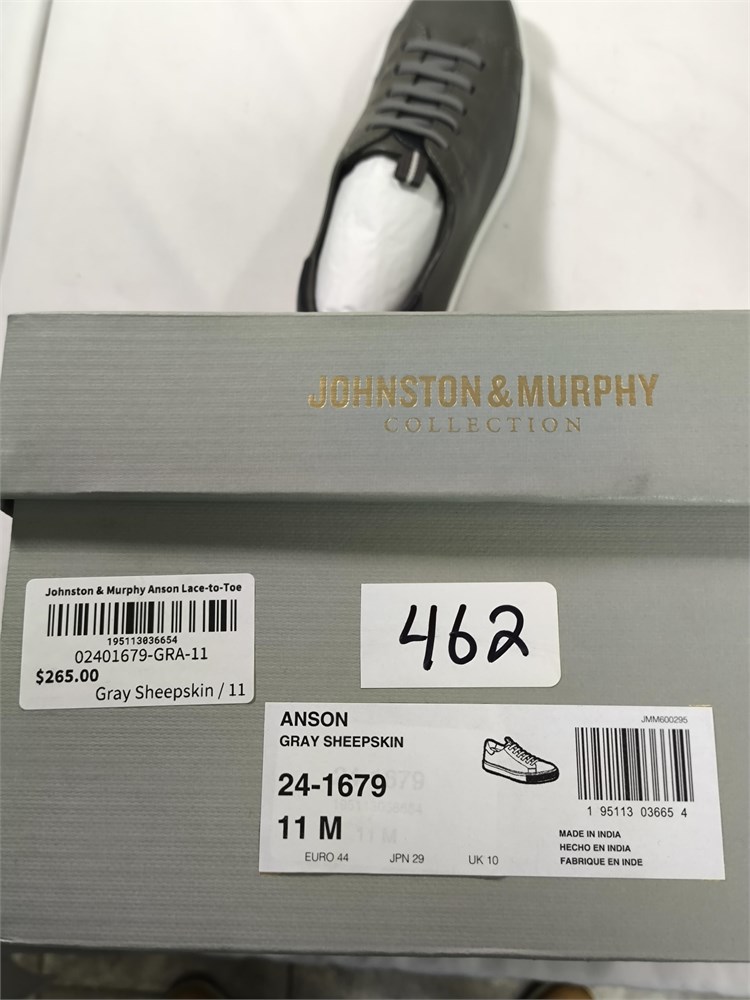 JOHNSTON & MURPHY
COLLECTION
Johnston & Murphy Anson Lace-to-Toe
195113036654
02401679-GRA-11
$265.00
Gray Sheepskin / 11
462
ANSON
GRAY SHEEPSKIN
24-1679
11 M
EURO 44 JPN 29 UK 10
JMM600295
1 95113 03665 4
MADE IN INDIA
HECHO EN INDIA
FABRIQUE EN INDE